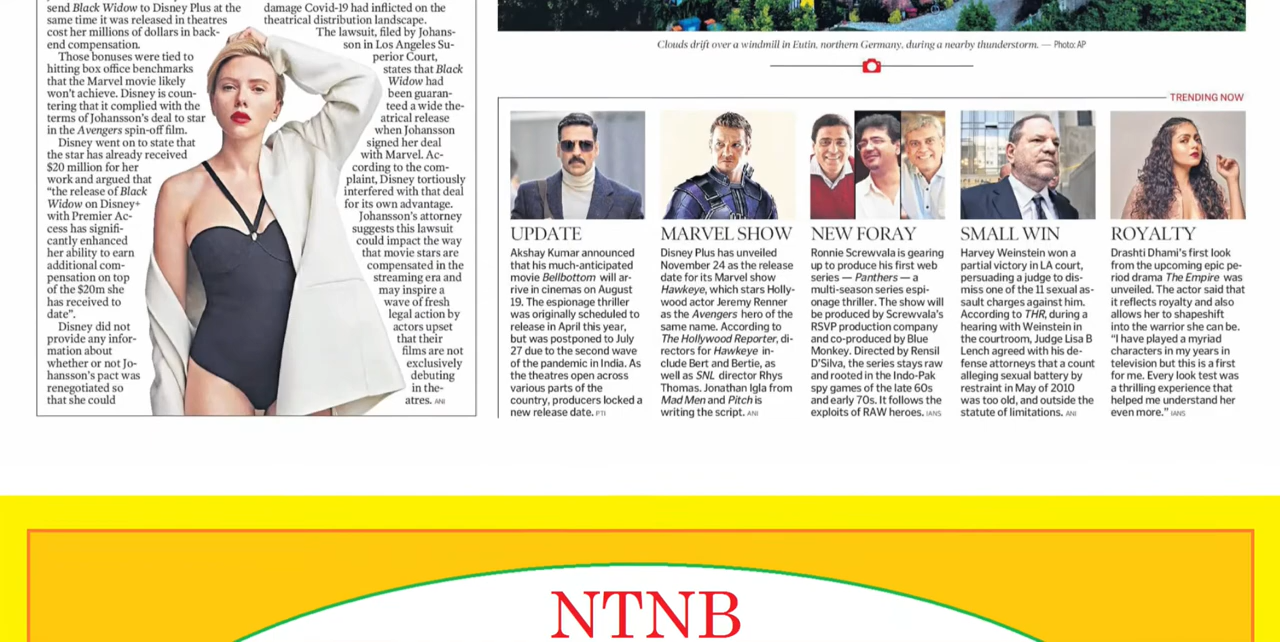 send Black Widow to Disney Plus at the
same time it was released in theatres
cost her millions of dollars in back-
end compensation.
Those bonuses were tied to
hitting box office benchmarks
that the Marvel movie likely
won't achieve. Disney is coun-
tering that it complied with the
terms of Johansson's deal to star
in the Avengers spin-off film.
Disney went on to state that
the star has already received
$20 million for her
work and argued that
"the release of Black
Widow on Disney+
with Premier Ac-
cess has signifi-
cantly enhanced
her ability to earn
additional com-
pensation on top
of the $20m she
has received to
date".
Disney did not
provide any infor-
mation about
whether or not Jo-
hansson's pact was
renegotiated so
that she could
damage Covid-19 had inflicted on the
theatrical distribution landscape.
The lawsuit, filed by Johans-
son in Los Angeles Su-
perior Court,
states that Black
Widow had
been guaran-
teed a wide the-
atrical release
when Johansson
signed her deal
with Marvel. Ac-
cording to the com-
plaint, Disney tortiously
interfered with that deal
for its own advantage.
Johansson's attorney
suggests this lawsuit
could impact the way
that movie stars are
compensated in the
streaming era and
may inspire a
wave of fresh
legal action by
actors upset
that their
films are not
exclusively
debuting
in the-
atres. ANI
Clouds drift over a windmill in Eutin, northern Germany, during a nearby thunderstorm. — Photo: AP
TRENDING NOW
UPDATE
Akshay Kumar announced
that his much-anticipated
movie Bellbottom will ar-
rive in cinemas on August
19. The espionage thriller
was originally scheduled to
release in April this year,
but was postponed to July
27 due to the second wave
of the pandemic in India. As
the theatres open across
various parts of the
country, producers locked a
new release date. PTI
MARVEL SHOW
Disney Plus has unveiled
November 24 as the release
date for its Marvel show
Hawkeye, which stars Holly-
wood actor Jeremy Renner
as the Avengers hero of the
same name. According to
The Hollywood Reporter, di-
rectors for Hawkeye in-
clude Bert and Bertie, as
well as SNL director Rhys
Thomas. Jonathan Igla from
Mad Men and Pitch is
writing the script. ANI
NEW FORAY
Ronnie Screwvala is gearing
up to produce his first web
series — Panthers — a
multi-season series espi-
onage thriller. The show will
be produced by Screwvala's
RSVP production company
and co-produced by Blue
Monkey. Directed by Rensil
D'Silva, the series stays raw
and rooted in the Indo-Pak
spy games of the late 60s
and early 70s. It follows the
exploits of RAW heroes. IANS
SMALL WIN
Harvey Weinstein won a
partial victory in LA court,
persuading a judge to dis-
miss one of the 11 sexual as-
sault charges against him.
According to THR, during a
hearing with Weinstein in
the courtroom, Judge Lisa B
Lench agreed with his de-
fense attorneys that a count
alleging sexual battery by
restraint in May of 2010
was too old, and outside the
statute of limitations. ANI
ROYALTY
Drashti Dhami's first look
from the upcoming epic pe-
riod drama The Empire was
unveiled. The actor said that
it reflects royalty and also
allows her to shapeshift
into the warrior she can be.
"I have played a myriad
characters in my years in
television but this is a first
for me. Every look test was
a thrilling experience that
helped me understand her
even more." IANS
NTNB